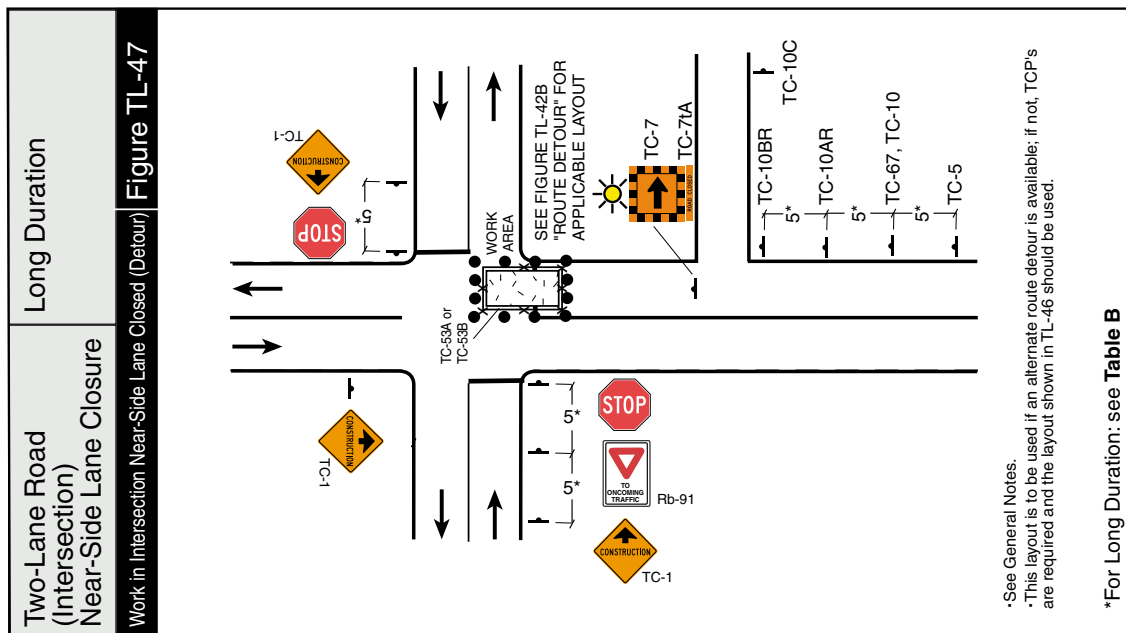 Two-Lane Road
(Intersection)
Near-Side Lane Closure
Long Duration
Work in Intersection Near-Side Lane Closed (Detour)
Figure TL-47
TC-1
CONSTRUCTION
STOP
5*
WORK
AREA
SEE FIGURE TL-42B
"ROUTE DETOUR" FOR
APPLICABLE LAYOUT
TC-53A or
TC-53B
TC-7
TC-7tA
ROAD CLOSED
TC-10C
TC-10BR
5*
TC-10AR
5*
TC-67, TC-10
5*
TC-5
CONSTRUCTION
TC-1
5*
5*
STOP
TO
ONCOMING
TRAFFIC
Rb-91
CONSTRUCTION
TC-1
•See General Notes.
•This layout is to be used if an alternate route detour is available; if not, TCP's
are required and the layout shown in TL-46 should be used.
*For Long Duration: see Table B